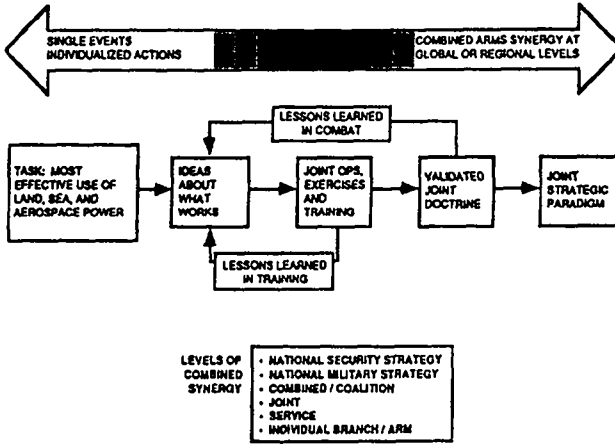 SINGLE EVENTS
INDIVIDUALIZED ACTIONS
COMBINED ARMS SYNERGY AT
GLOBAL OR REGIONAL LEVELS
LESSONS LEARNED
IN COMBAT
TASK: MOST
EFFECTIVE USE OF
LAND, SEA, AND
AEROSPACE POWER
IDEAS
ABOUT
WHAT
WORKS
JOINT OPS,
EXERCISES
AND
TRAINING
VALIDATED
JOINT
DOCTRINE
JOINT
STRATEGIC
PARADIGM
LESSONS LEARNED
IN TRAINING
LEVELS OF
COMBINED
SYNERGY
• NATIONAL SECURITY STRATEGY
• NATIONAL MILITARY STRATEGY
• COMBINED / COALITION
• JOINT
• SERVICE
• INDIVIDUAL BRANCH / ARM